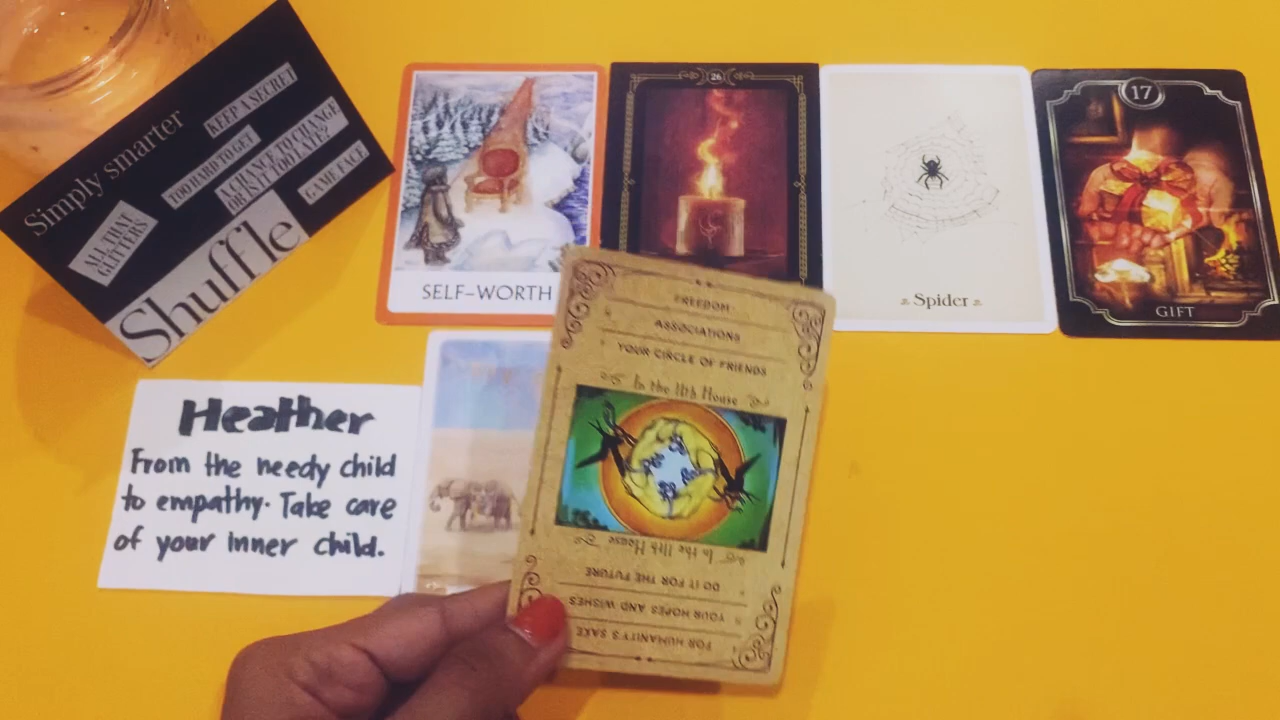 Simply smarter
KEEP A SECRET
TOO HARD TO GET
A CHANCE TO CHANGE
OR IS IT TOO LATE?
GAME FACE
ALL THAT
GLITTERS
Shuffle
SELF-WORTH
26
Spider
17
GIFT
Heather
From the needy child
to empathy. Take care
of your inner child.
FREEDOM
ASSOCIATIONS
YOUR CIRCLE OF FRIENDS
In the 11th House
In the 11th House
DO IT FOR THE FUTURE
YOUR HOPES AND WISHES
FOR HUMANITY'S SAKE